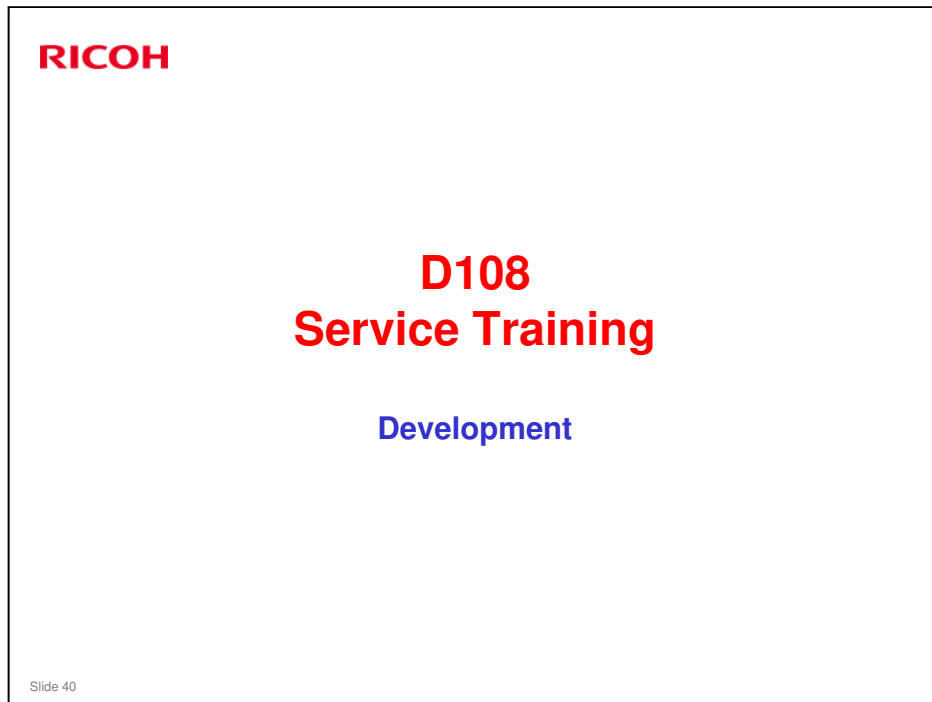 RICOH
D108
Service Training
Development
Slide 40